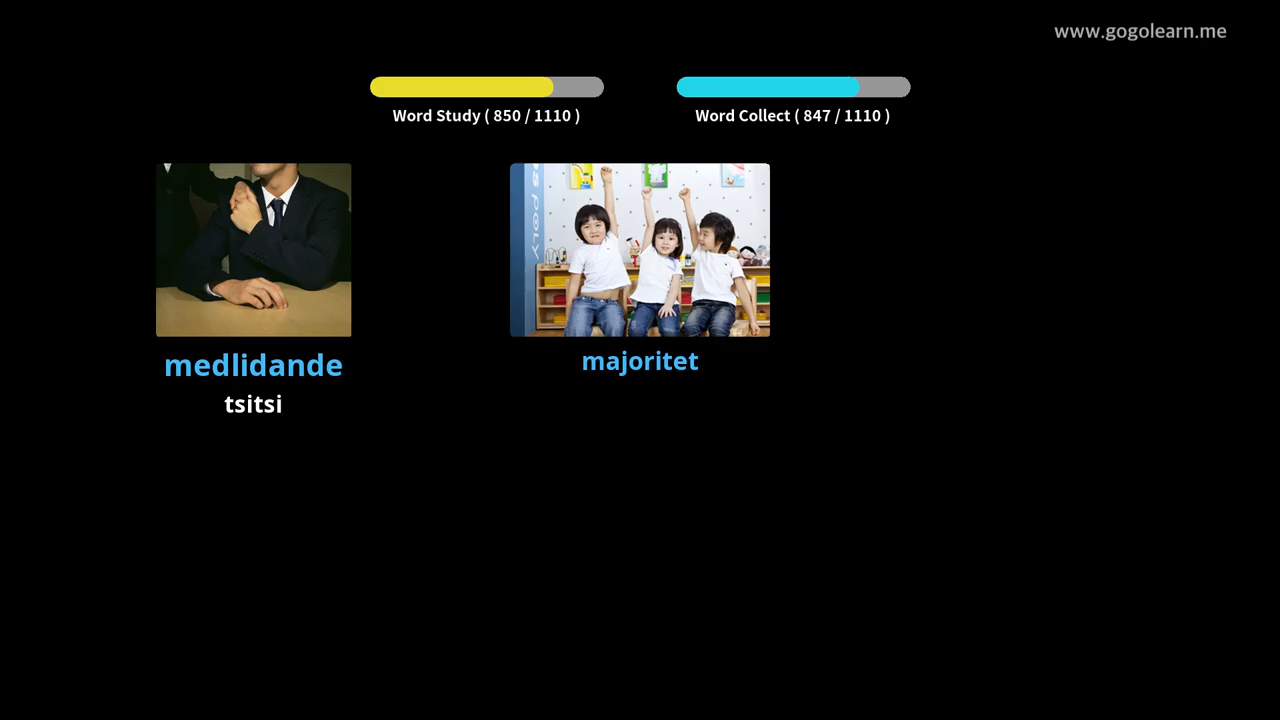 www.gogolearn.me
Word Study ( 850 / 1110 )
Word Collect ( 847 / 1110 )
medlidande
tsitsi
majoritet